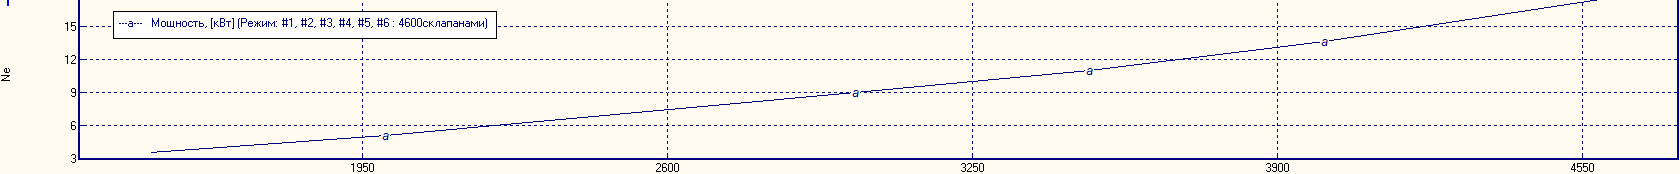 ---a--- Мощность, [кВт] (Режим: #1, #2, #3, #4, #5, #6 : 4600склапанами)
15
12
9
6
3
Ne
a
a
a
a
1950
2600
3250
3900
4550